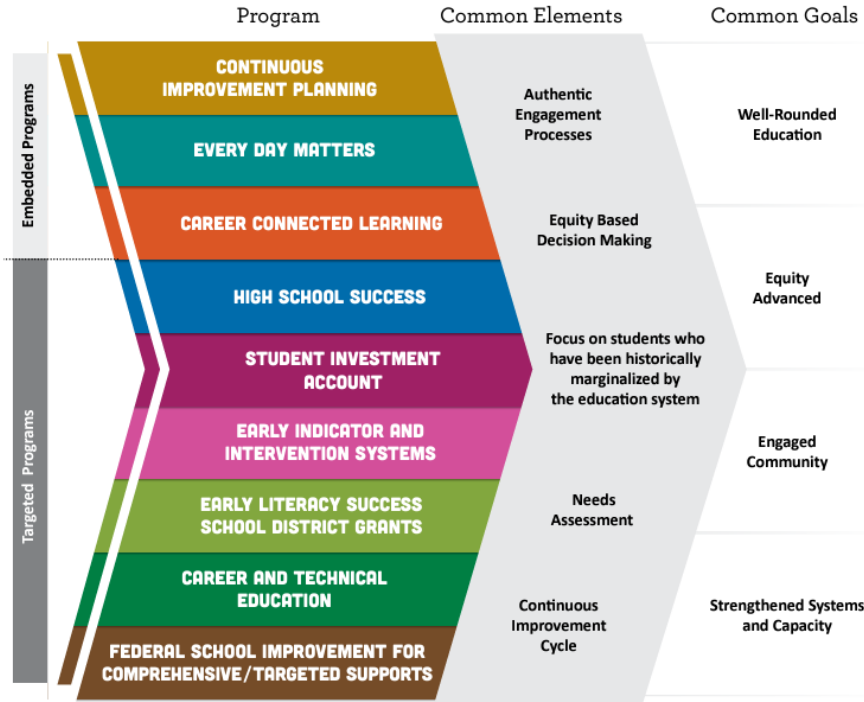 Program
Common Elements
Common Goals
Embedded Programs
Targeted Programs
CONTINUOUS
IMPROVEMENT PLANNING
EVERY DAY MATTERS
CAREER CONNECTED LEARNING
HIGH SCHOOL SUCCESS
STUDENT INVESTMENT
ACCOUNT
EARLY INDICATOR AND
INTERVENTION SYSTEMS
EARLY LITERACY SUCCESS
SCHOOL DISTRICT GRANTS
CAREER AND TECHNICAL
EDUCATION
FEDERAL SCHOOL IMPROVEMENT FOR
COMPREHENSIVE/TARGETED SUPPORTS
Authentic
Engagement
Processes
Equity Based
Decision Making
Focus on students who
have been historically
marginalized by
the education system
Needs
Assessment
Continuous
Improvement
Cycle
Well-Rounded
Education
Equity
Advanced
Engaged
Community
Strengthened Systems
and Capacity